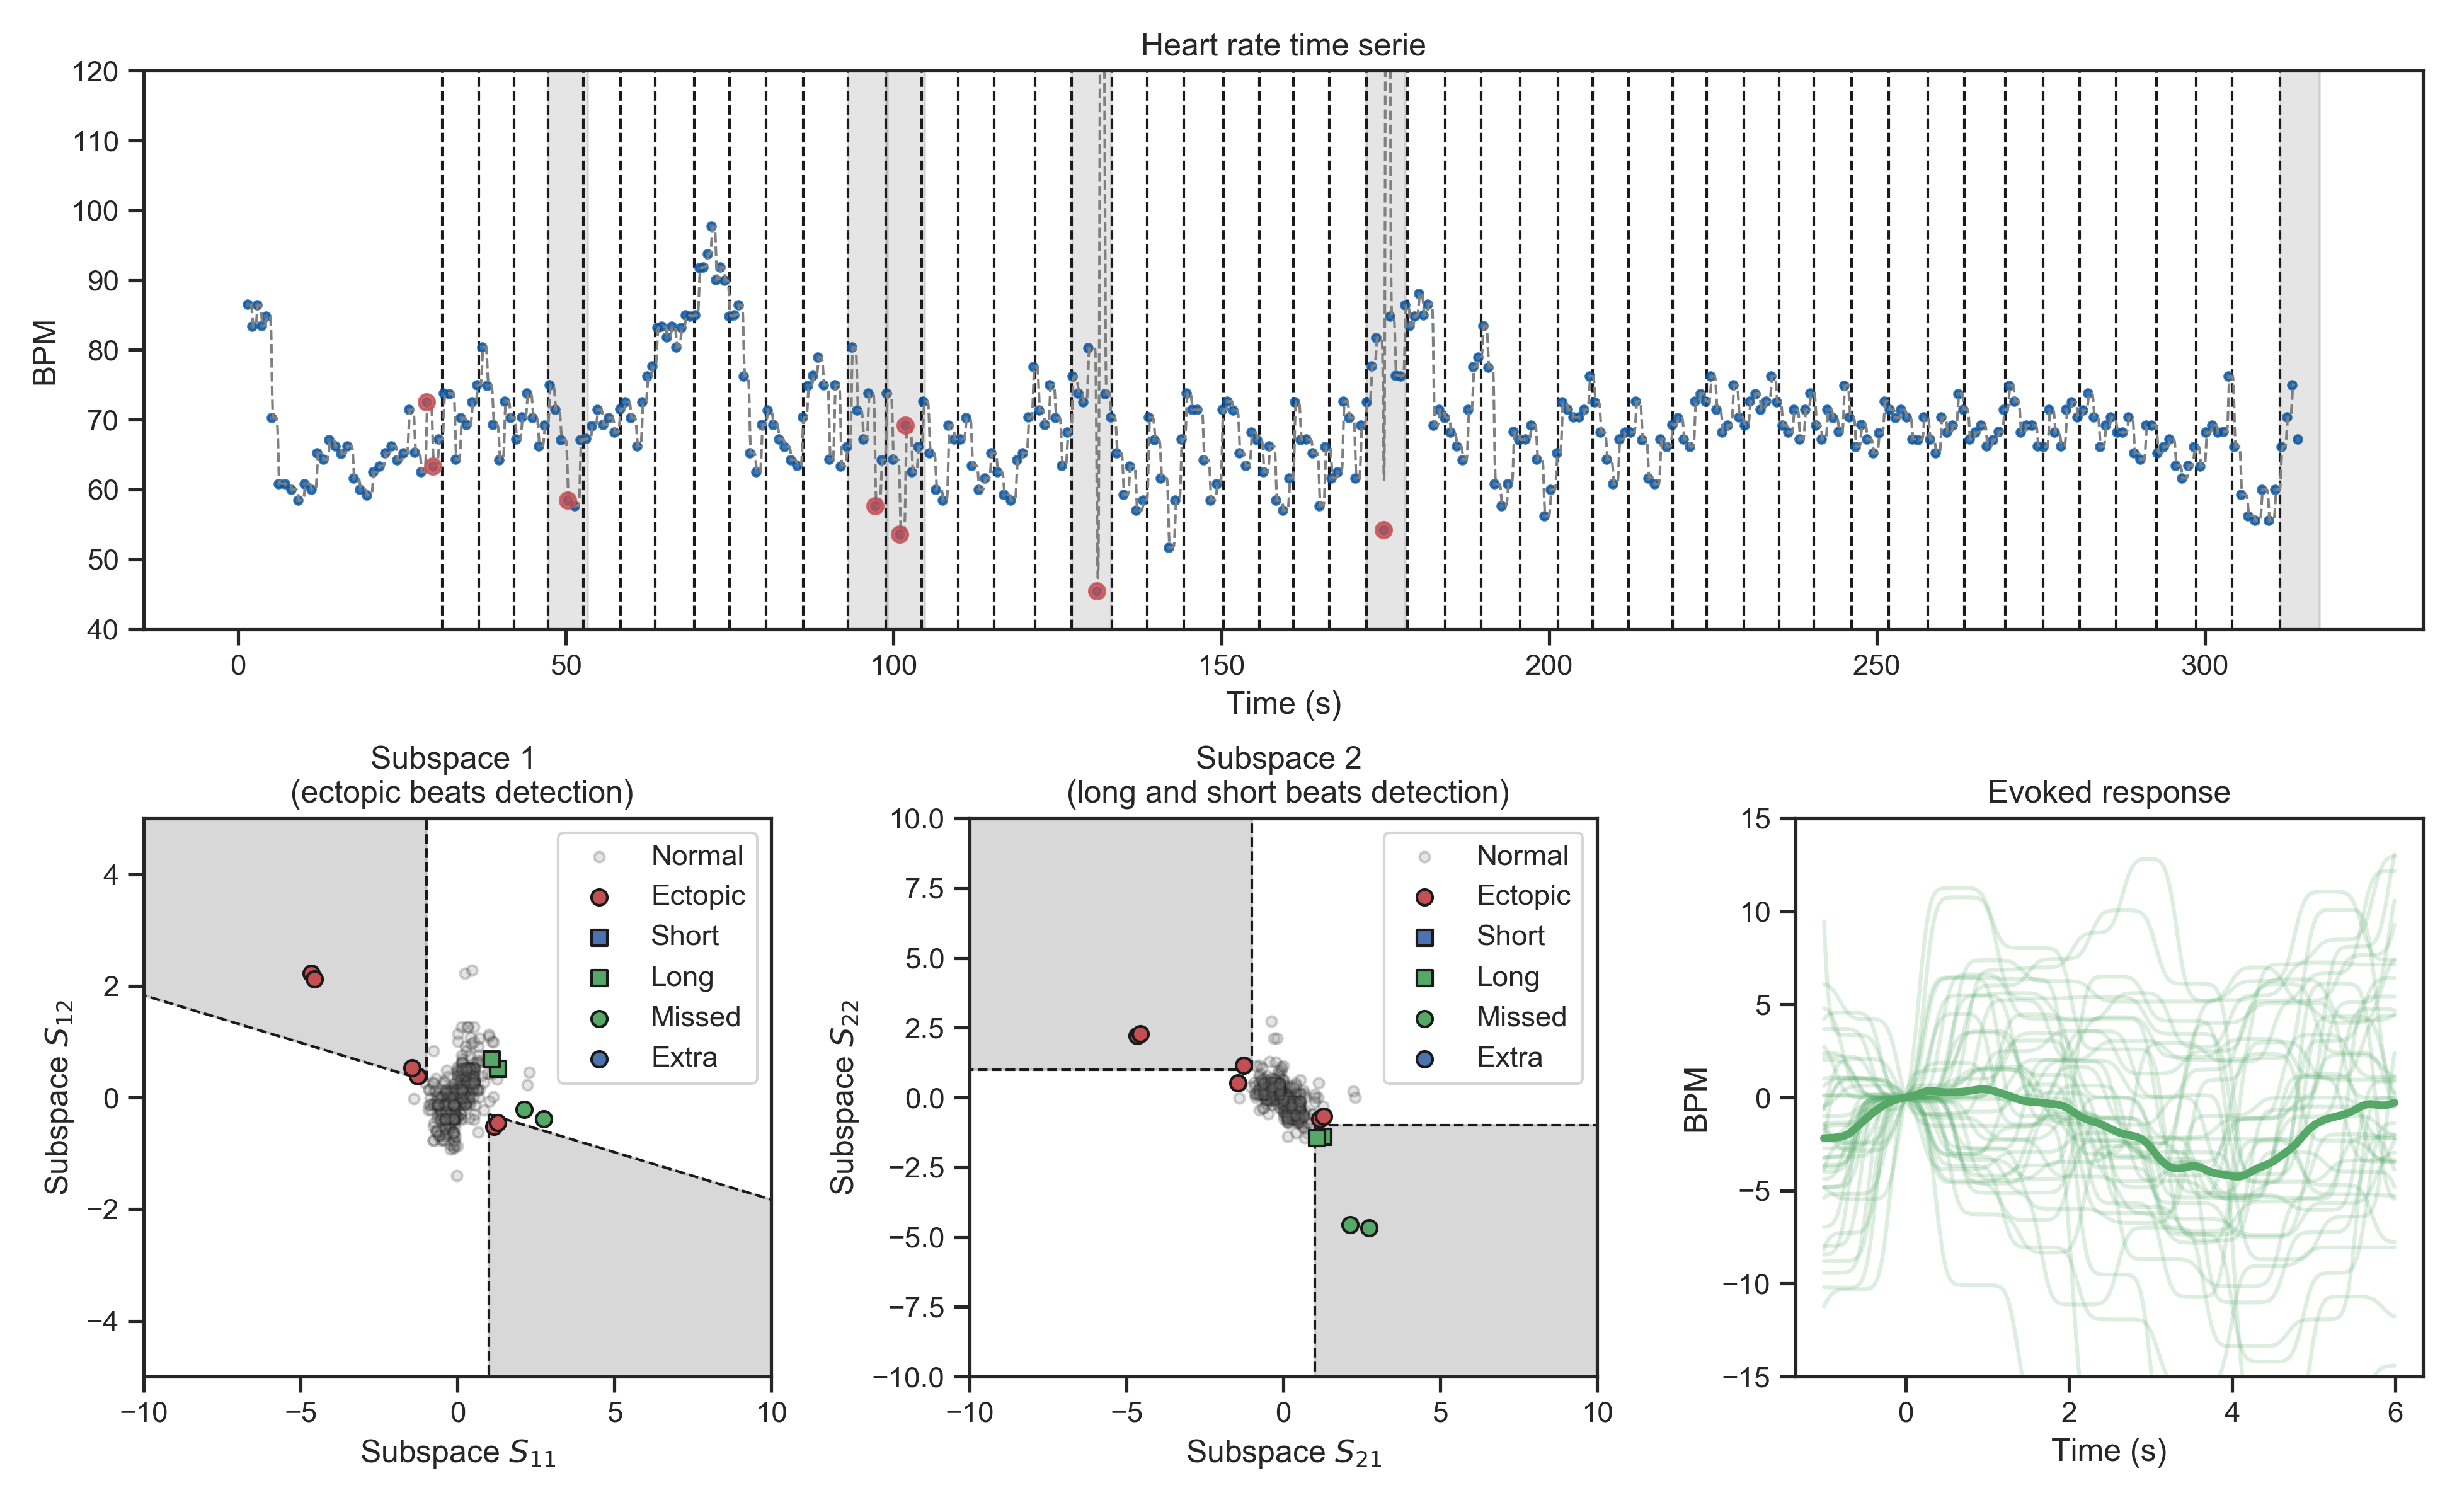 Heart rate time serie
120
110
100
90
80
70
60
50
40
BPM
0 50 100 150 200 250 300
Time (s)
Subspace 1
(ectopic beats detection)
4
2
0
−2
−4
Subspace S12
Normal
Ectopic
Short
Long
Missed
Extra
−10 −5 0 5 10
Subspace S11
Subspace 2
(long and short beats detection)
10.0
7.5
5.0
2.5
0.0
−2.5
−5.0
−7.5
−10.0
Subspace S22
Normal
Ectopic
Short
Long
Missed
Extra
−10 −5 0 5 10
Subspace S21
Evoked response
15
10
5
0
−5
−10
−15
BPM
0 2 4 6
Time (s)